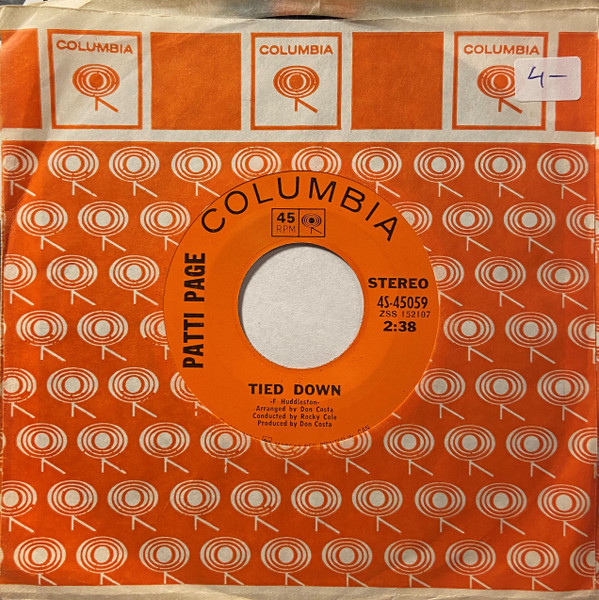 COLUMBIA COLUMBIA COLUMBIA
4-
COLUMBIA
45
RPM
PATTI PAGE
STEREO
4S-45059
ZSS 152107
2:38
TIED DOWN
-F. Huddleston-
Arranged by Don Costa
Conducted by Rocky Cole
Produced by Don Costa